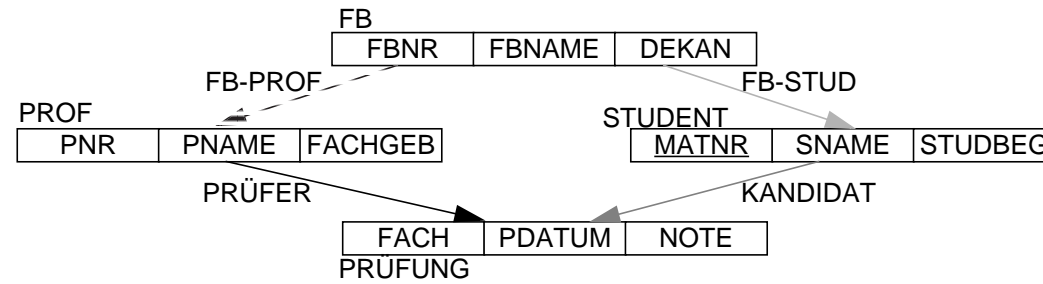 FB
FBNR FBNAME DEKAN
FB-PROF FB-STUD
PROF STUDENT
PNR PNAME FACHGEB MATNR SNAME STUDBEG
PRÜFER KANDIDAT
FACH PDATUM NOTE
PRÜFUNG